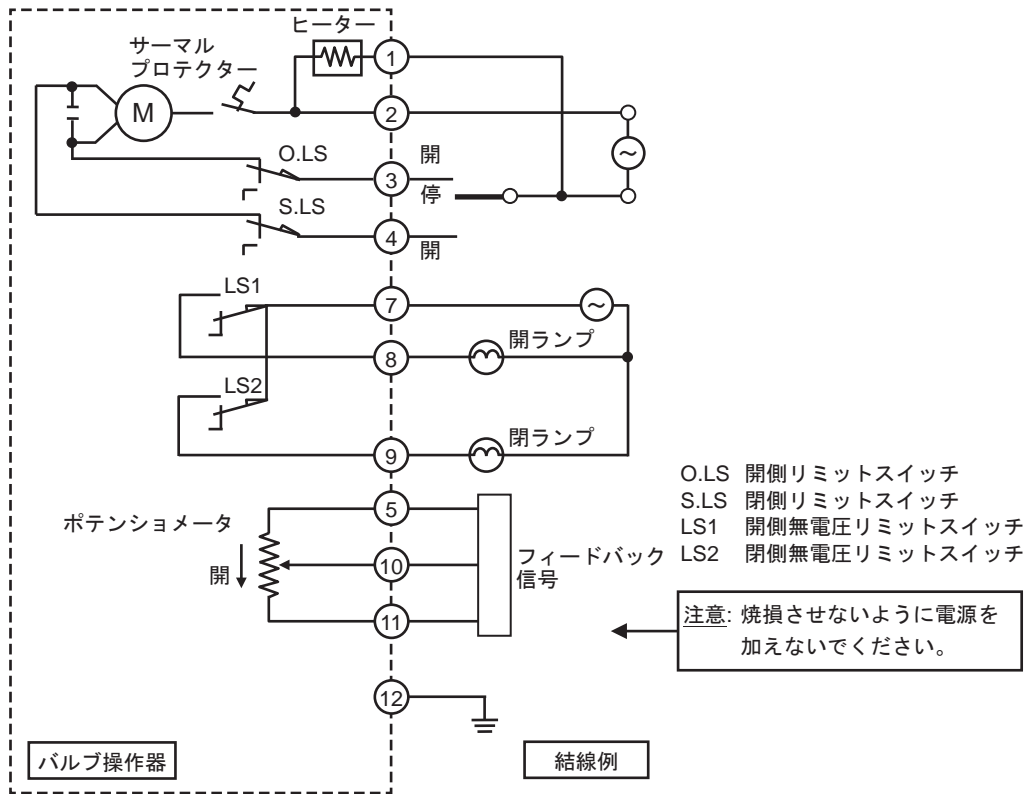 ヒーター
サーマル
プロテクター
M
1
2
O.LS
3
開
停
S.LS
4
開
LS1
7
8
開ランプ
LS2
9
閉ランプ
O.LS 開側リミットスイッチ
S.LS 閉側リミットスイッチ
LS1 開側無電圧リミットスイッチ
LS2 閉側無電圧リミットスイッチ
ポテンショメータ
開
5
10
11
フィードバック
信号
注意: 焼損させないように電源を
加えないでください。
12
バルブ操作器
結線例